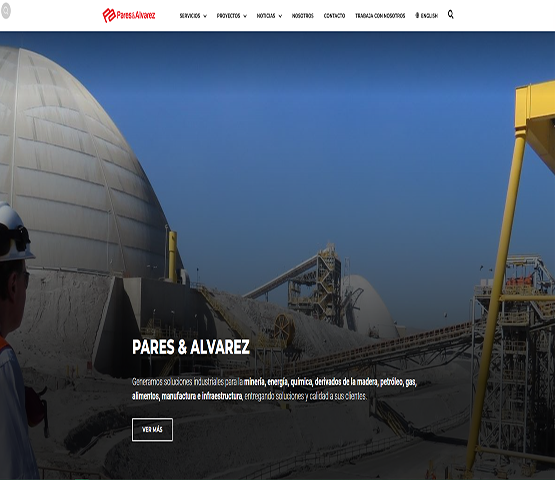 Pares&Alvarez
SERVICIOS PROYECTOS NOTICIAS NOSOTROS CONTACTO TRABAJA CON NOSOTROS ENGLISH
PARES & ALVAREZ
Generamos soluciones industriales para la minería, energía, química, derivados de la madera, petróleo, gas,
alimentos, manufactura e infraestructura, entregando soluciones y calidad a sus clientes.
VER MÁS